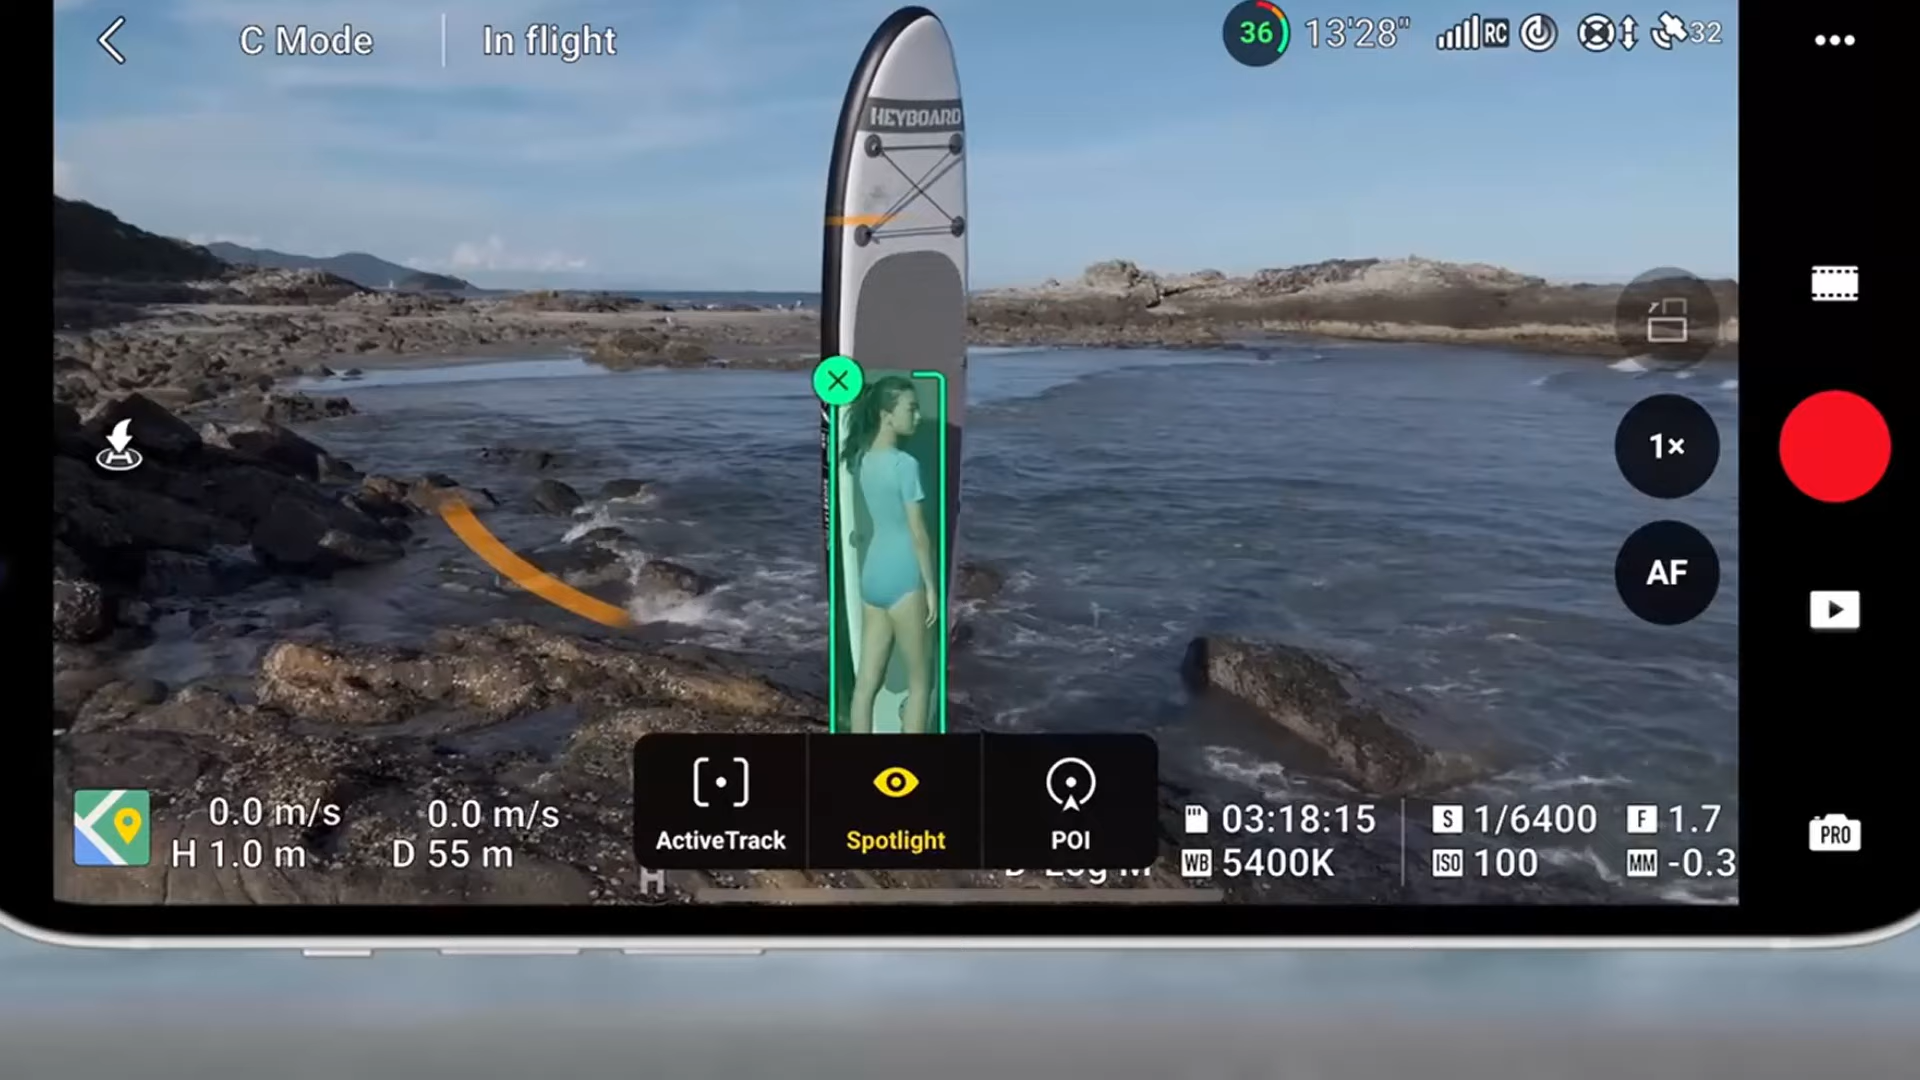 C Mode
In flight
36
13'28"
RC
32
HEYBOARD
1×
AF
0.0 m/s
0.0 m/s
H 1.0 m
D 55 m
ActiveTrack
Spotlight
POI
03:18:15
S 1/6400
F 1.7
WB 5400K
ISO 100
MM -0.3
PRO
H